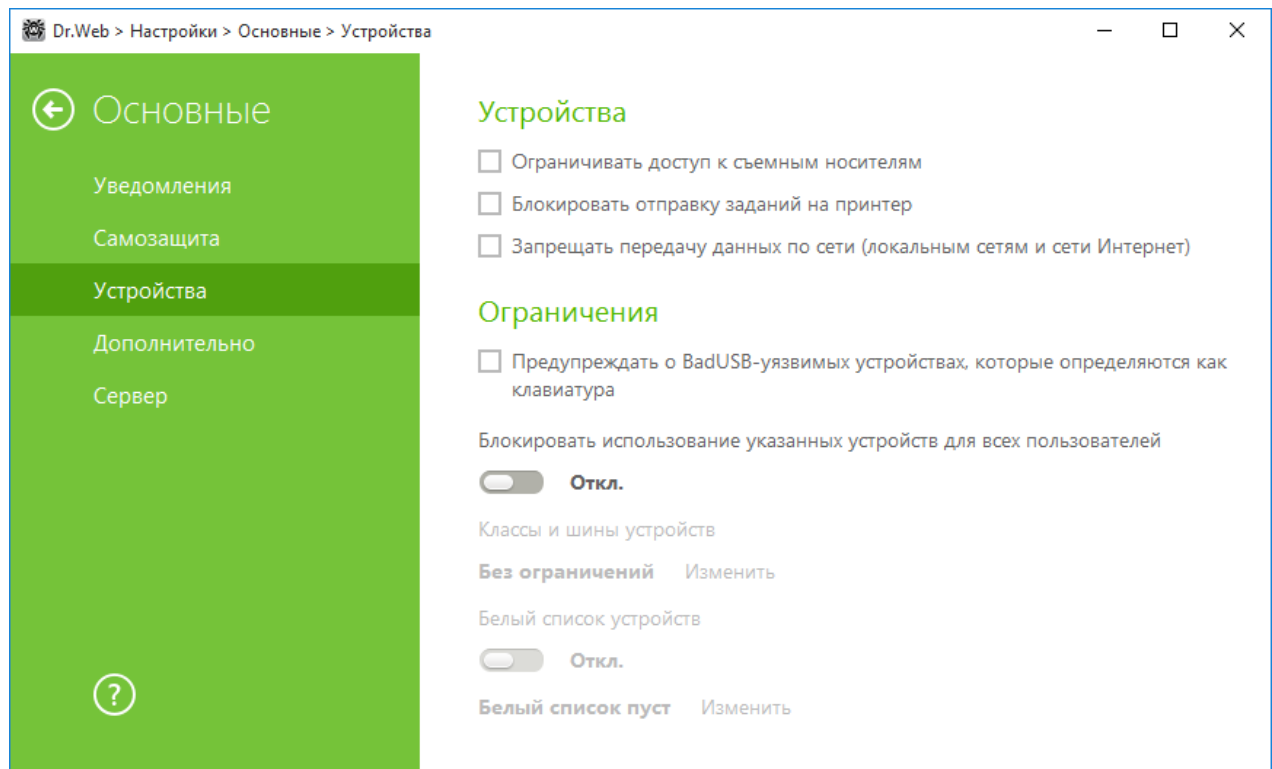 Dr.Web > Настройки > Основные > Устройства
Основные
Уведомления
Самозащита
Устройства
Дополнительно
Сервер
?
Устройства
Ограничивать доступ к съемным носителям
Блокировать отправку заданий на принтер
Запрещать передачу данных по сети (локальным сетям и сети Интернет)
Ограничения
Предупреждать о BadUSB-уязвимых устройствах, которые определяются как
клавиатура
Блокировать использование указанных устройств для всех пользователей
Откл.
Классы и шины устройств
Без ограничений Изменить
Белый список устройств
Откл.
Белый список пуст Изменить